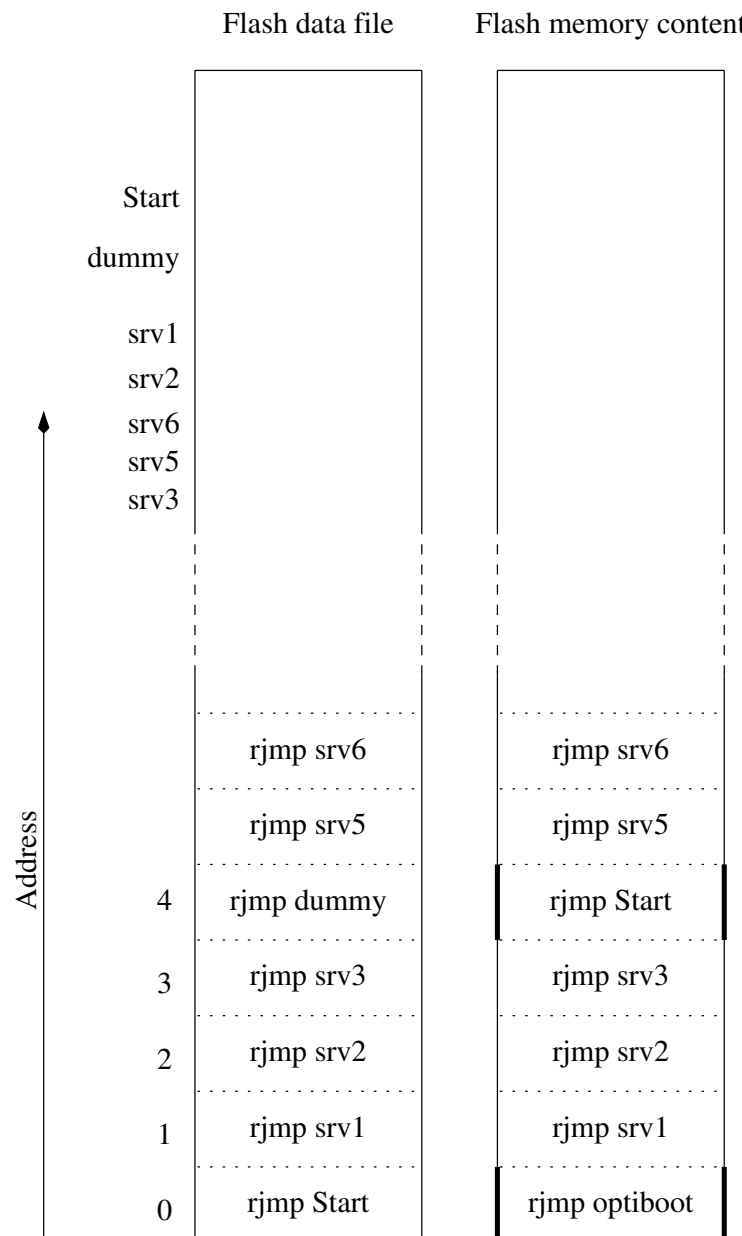 Flash data file Flash memory content
Start
dummy
srv1
srv2
srv6
srv5
srv3
rjmp srv6 rjmp srv6
rjmp srv5 rjmp srv5
Address
4 rjmp dummy rjmp Start
3 rjmp srv3 rjmp srv3
2 rjmp srv2 rjmp srv2
1 rjmp srv1 rjmp srv1
0 rjmp Start rjmp optiboot